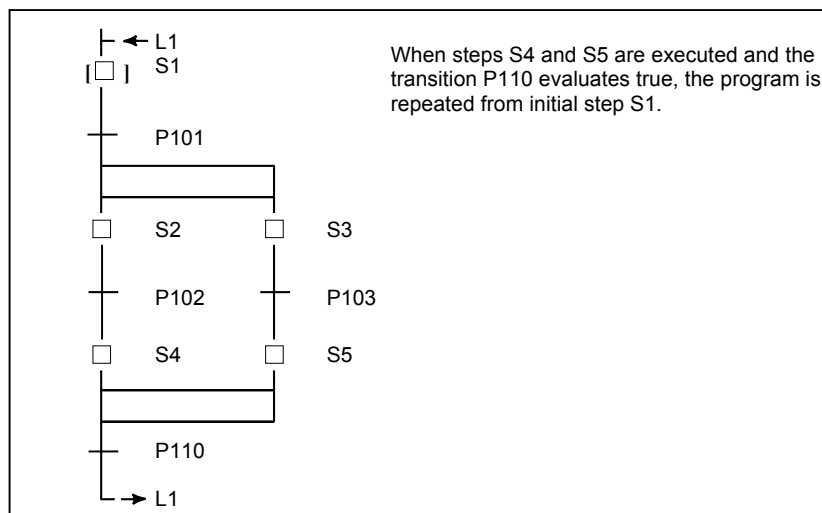 L1
S1
When steps S4 and S5 are executed and the
transition P110 evaluates true, the program is
repeated from initial step S1.
P101
S2 S3
P102 P103
S4 S5
P110
L1